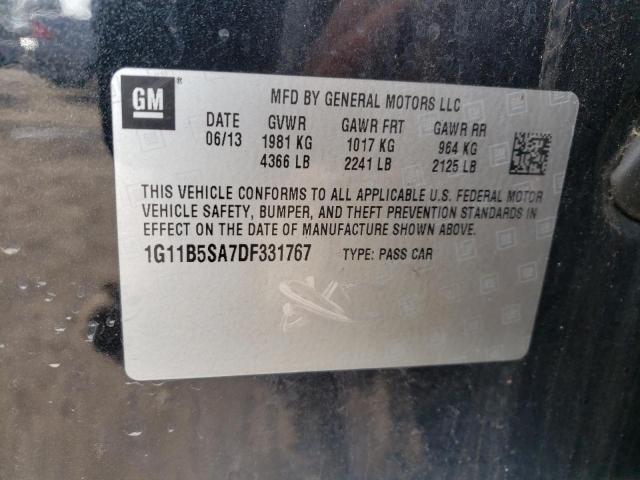 GM ®
MFD BY GENERAL MOTORS LLC
DATE GVWR GAWR FRT GAWR RR
06/13 1981 KG 1017 KG 964 KG
4366 LB 2241 LB 2125 LB
THIS VEHICLE CONFORMS TO ALL APPLICABLE U.S. FEDERAL MOTOR
VEHICLE SAFETY, BUMPER, AND THEFT PREVENTION STANDARDS IN
EFFECT ON THE DATE OF MANUFACTURE SHOWN ABOVE.
1G11B5SA7DF331767 TYPE: PASS CAR